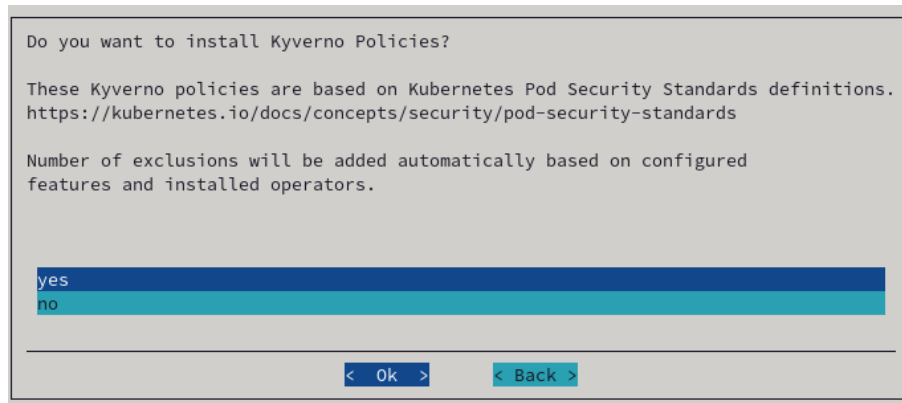 Do you want to install Kyverno Policies?
These Kyverno policies are based on Kubernetes Pod Security Standards definitions.
https://kubernetes.io/docs/concepts/security/pod-security-standards
Number of exclusions will be added automatically based on configured
features and installed operators.
yes
no
< Ok > < Back >